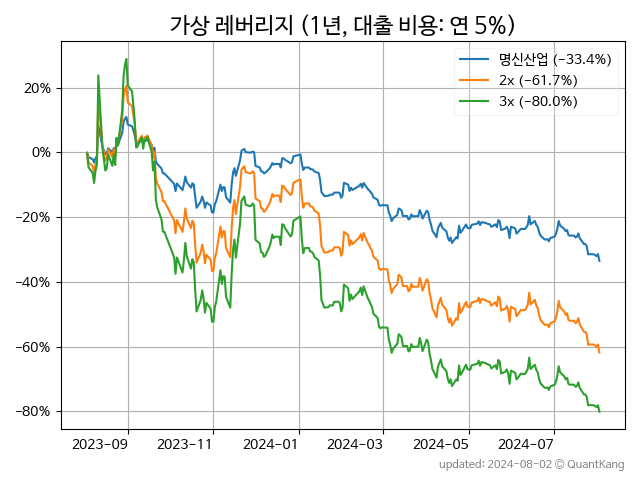 가상 레버리지 (1년, 대출 비용: 연 5%)
명신산업 (−33.4%)
2x (−61.7%)
3x (−80.0%)
20%
0%
−20%
−40%
−60%
−80%
2023-09
2023-11
2024-01
2024-03
2024-05
2024-07
updated: 2024-08-02 © QuantKang